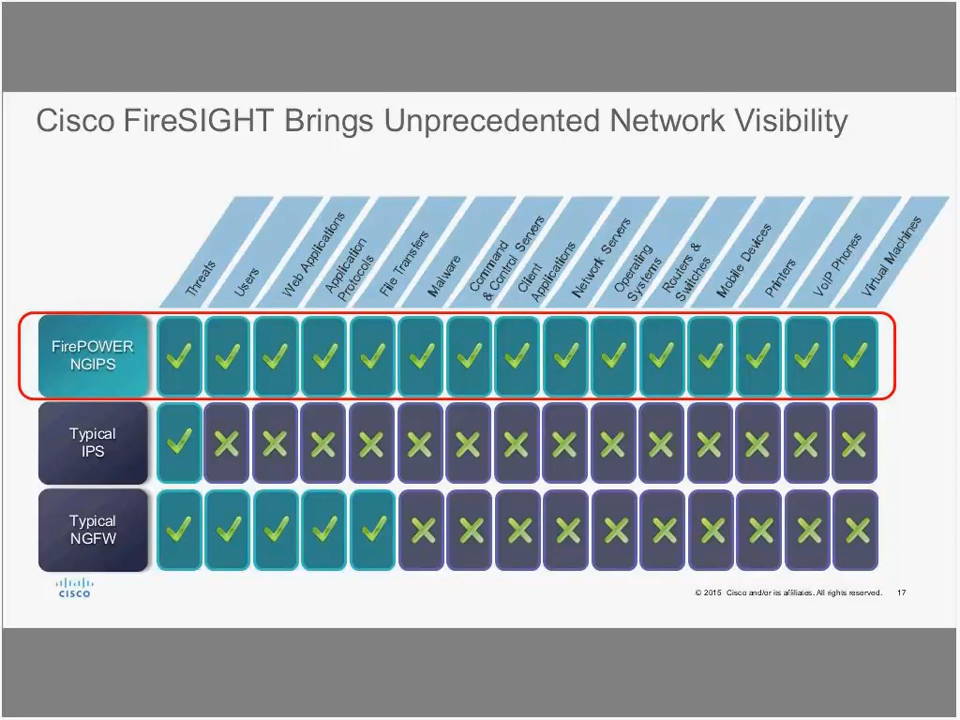 Cisco FireSIGHT Brings Unprecedented Network Visibility
Threats
Users
Web Applications
Application
Protocols
File Transfers
Malware
Command
& Control Servers
Client
Applications
Network Servers
Operating
Systems
Routers &
Switches
Mobile Devices
Printers
VoIP Phones
Virtual Machines
FirePOWER
NGIPS
Typical
IPS
Typical
NGFW
CISCO
© 2015 Cisco and/or its affiliates. All rights reserved. 17